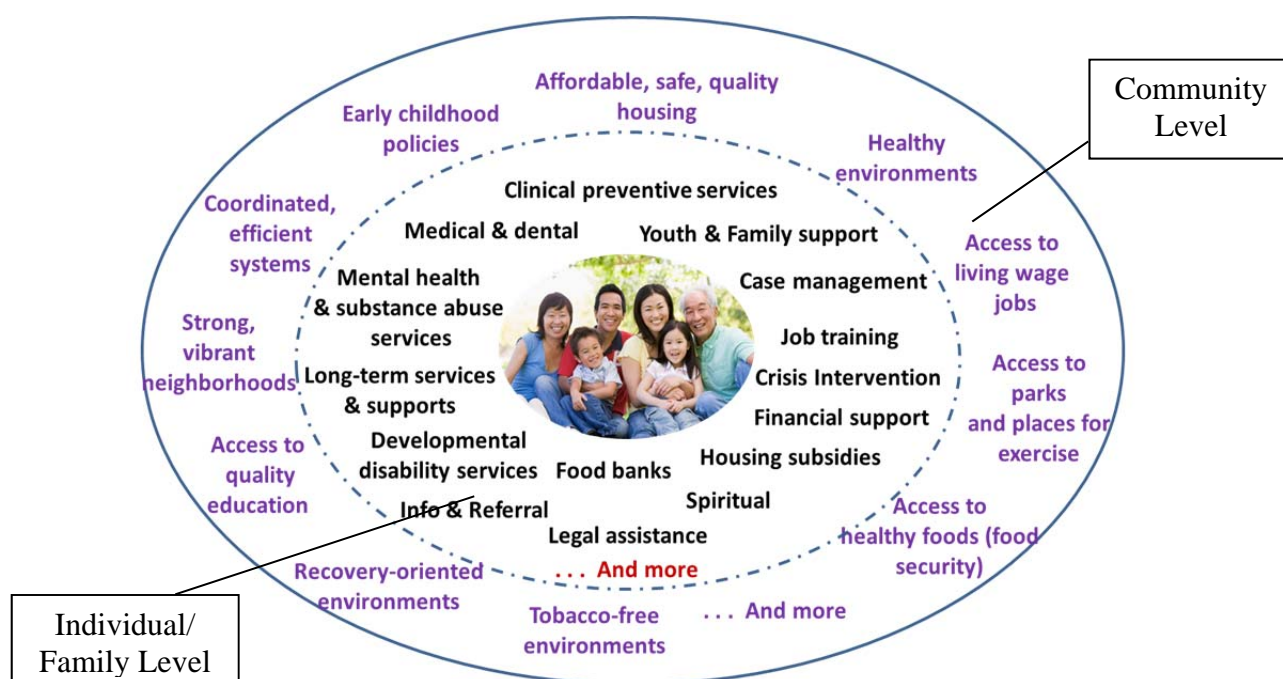 Affordable, safe, quality
housing
Early childhood
policies
Community
Level
Healthy
environments
Clinical preventive services
Coordinated,
efficient
systems
Medical & dental
Youth & Family support
Access to
living wage
jobs
Mental health
& substance abuse
services
Case management
Strong,
vibrant
neighborhoods
Job training
Long-term services
& supports
Crisis Intervention
Access to
parks
and places for
exercise
Financial support
Access to
quality
education
Developmental
disability services
Food banks
Housing subsidies
Spiritual
Info & Referral
Access to
healthy foods (food
security)
Legal assistance
. . . And more
Recovery-oriented
environments
Tobacco-free
environments
. . . And more
Individual/
Family Level